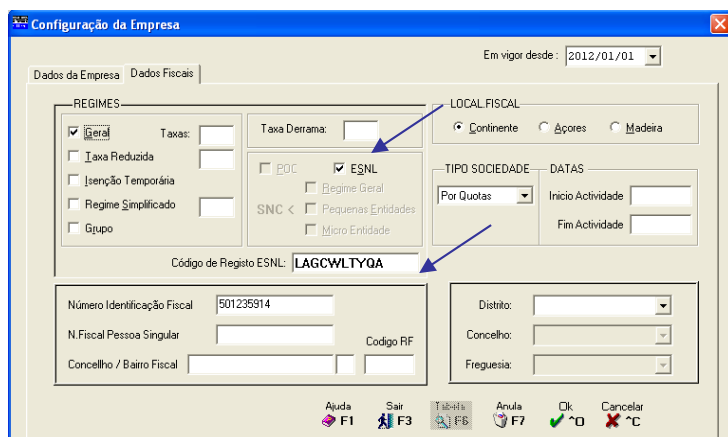 Configuração da Empresa
Em vigor desde : 2012/01/01
Dados da Empresa Dados Fiscais
REGIMES
Geral Taxas:
Taxa Reduzida
Isenção Temporária
Regime Simplificado
Grupo
Taxa Derrama:
POC ESNL
Regime Geral
SNC < Pequenas Entidades
Micro Entidade
Código de Registo ESNL: LAGCWLTYQA
LOCAL FISCAL
Continente Açores Madeira
TIPO SOCIEDADE
Por Quotas
DATAS
Inicio Actividade
Fim Actividade
Número Identificação Fiscal 501235914
N.Fiscal Pessoa Singular
Codigo RF
Concellho / Bairro Fiscal
Distrito:
Concelho:
Freguesia:
Ajuda Sair Tabela Anula Ok Cancelar
F1 F3 F6 F7 ^O ^C